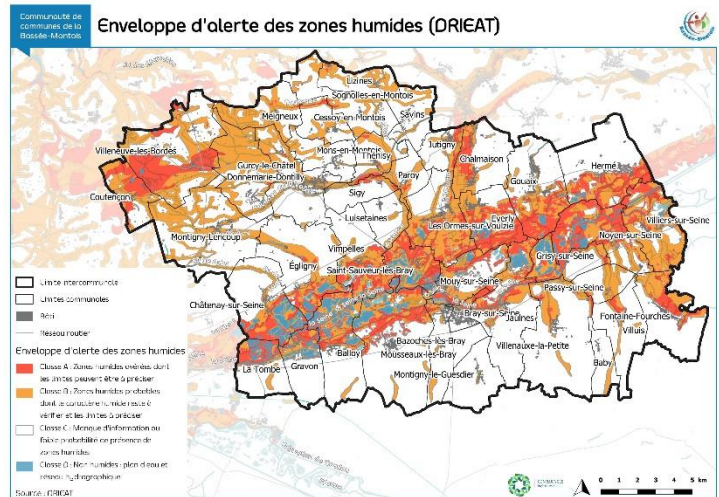 Communauté de
communes de la
Bassée-Montois
Enveloppe d'alerte des zones humides (DRIEAT)
Bassée-Montois
Lizines
Sognolles-en-Montois
Meigneux
Cessoy-en-Montois
Savins
Villeneuve-les-Bordes
Mons-en-Montois
Jutigny
Thénisy
Chalmaison
Gurcy-le-Châtel
Donnemarie-Dontilly
Paroy
Gouaix
Hermé
Coutençon
Sigy
Luisetaines
Everly
Les Ormes-sur-Voulzie
Villiers-sur-Seine
Montigny-Lencoup
Vimpelles
Noyen-sur-Seine
Égligny
Saint-Sauveur-lès-Bray
Grisy-sur-Seine
Mouy-sur-Seine
Passy-sur-Seine
Châtenay-sur-Seine
Bray-sur-Seine
Jaulnes
Fontaine-Fourches
Bazoches-lès-Bray
Villuis
Balloy
Mousseaux-lès-Bray
Villenauxe-la-Petite
La Tombe
Gravon
Montigny-le-Guesdier
Baby
Limite intercommunale
Limites communales
Bâti
Réseau routier
Enveloppe d'alerte des zones humides
Classe A : Zones humides avérées dont
les limites peuvent être à préciser
Classe B : Zones humides probables
dont le caractère humide reste à
vérifier et les limites à préciser
Classe C : Manque d'information ou
faible probabilité de présence de
zones humides
Classe D : Non humides : plan d'eau et
réseau hydrographique
Source : DRIEAT
0 1 2 3 4 5 km